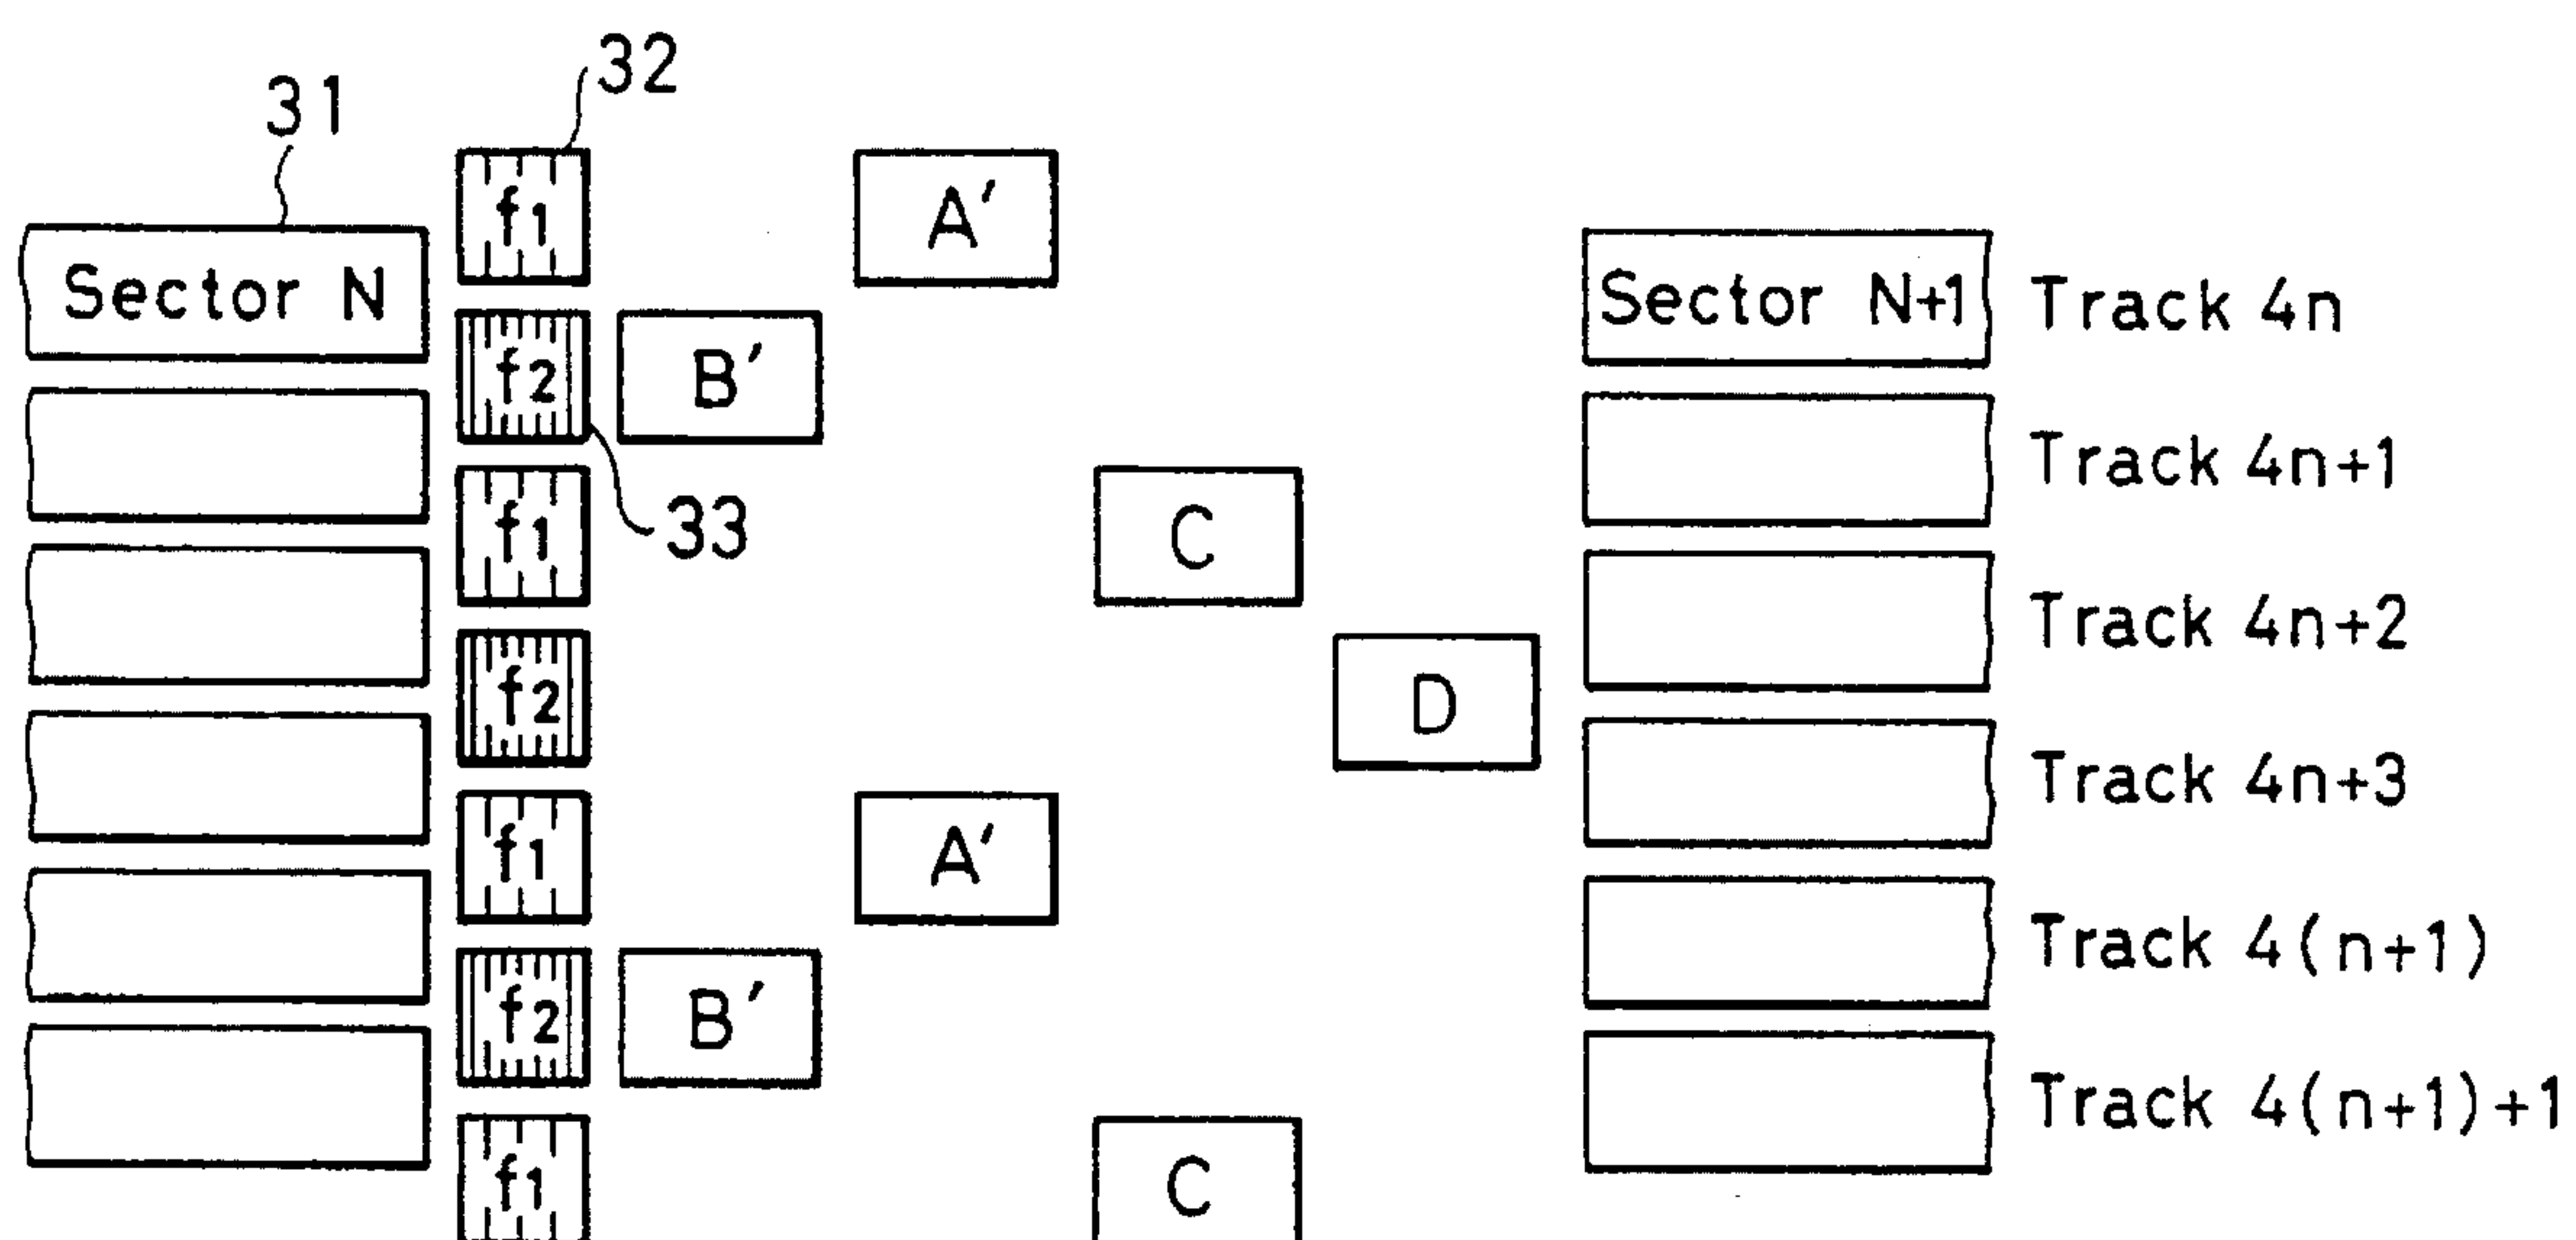 32
31
f1 A′
Sector N Sector N+1 Track 4n
f2 B′
Track 4n+1
f1 33 C
Track 4n+2
f2 D
Track 4n+3
f1 A′
Track 4(n+1)
f2 B′
Track 4(n+1)+1
f1 C